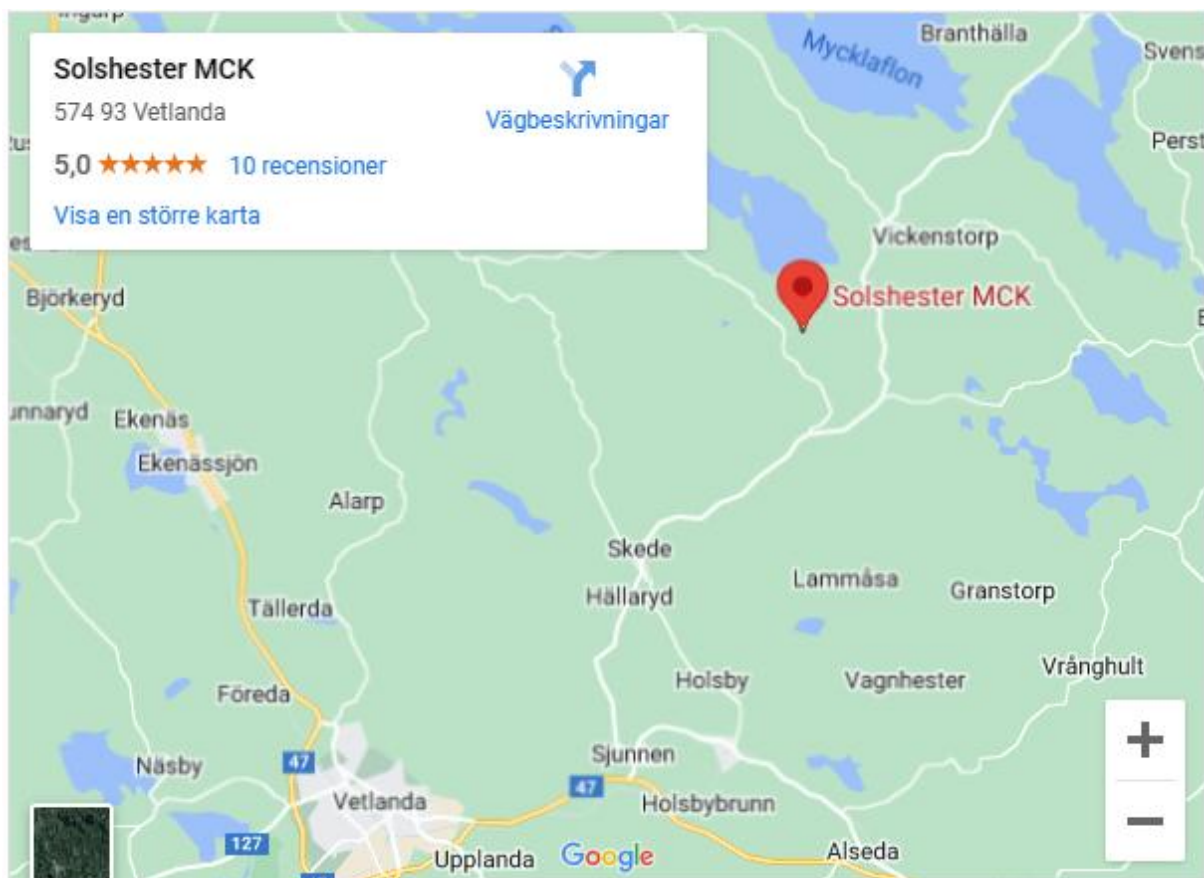 Solshester MCK
574 93 Vetlanda
5,0
10 recensioner
Visa en större karta
Vägbeskrivningar
Mycklaflon
Branthälla
Vickenstorp
Solshester MCK
Björkeryd
Ekenäs
Ekenässjön
Alarp
Skede
Hällaryd
Lammåsa
Granstorp
Tällerda
Vrånghult
Holsby
Vagnhester
Föreda
Sjunnen
47
Näsby
47
Vetlanda
Holsbybrunn
127
Upplanda
Google
Alseda